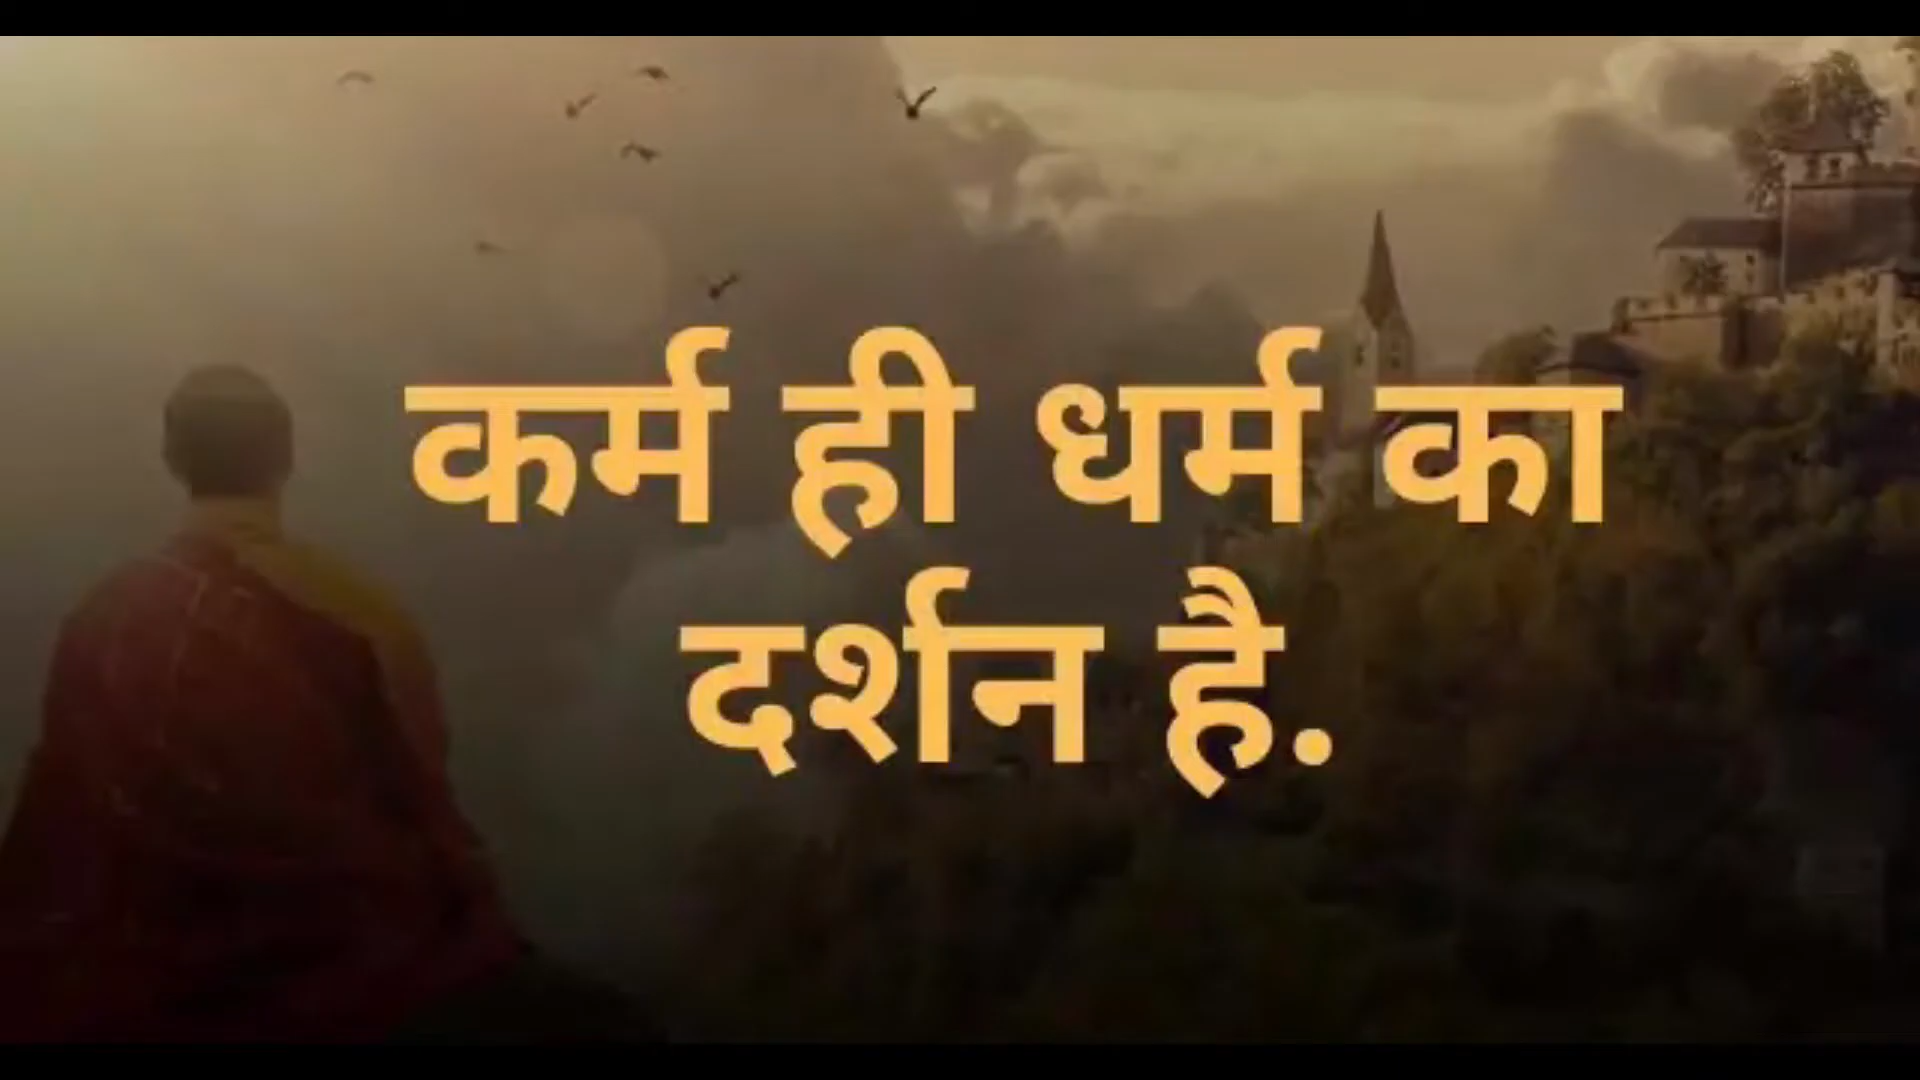 कर्म ही धर्म का
दर्शन है.